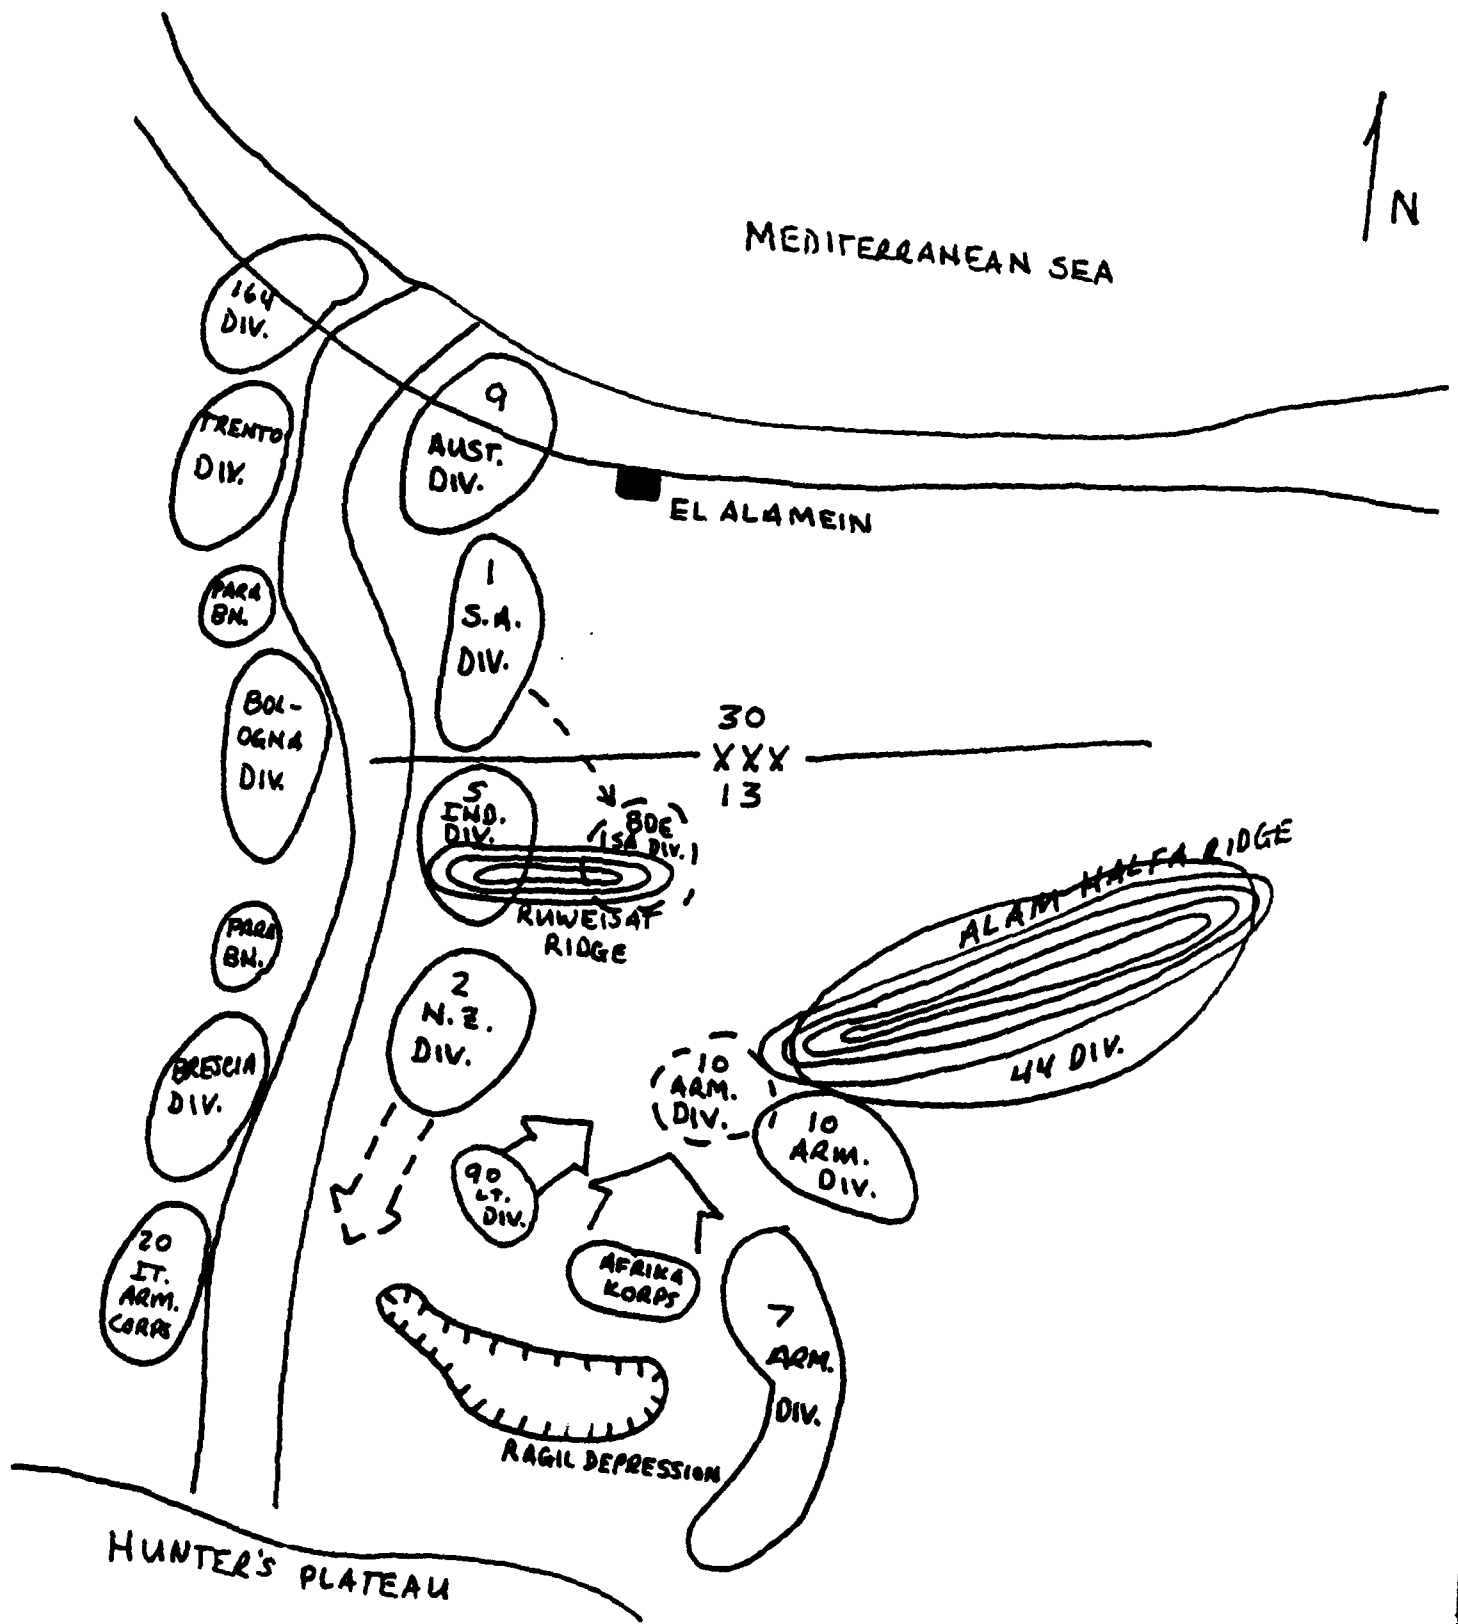 N
MEDITERRANEAN SEA
164
DIV.
TRENTO
DIV.
9
AUST.
DIV.
EL ALAMEIN
PARA
BN.
1
S.A.
DIV.
BOL-
OGNA
DIV.
30
XXX
13
5
IND.
DIV.
BDE
(SA DIV.)
RUWEISAT
RIDGE
ALAM HALFA RIDGE
44 DIV.
PARA
BN.
2
N.Z.
DIV.
BRESCIA
DIV.
10
ARM.
DIV.
10
ARM.
DIV.
90
LT.
DIV.
20
IT.
ARM.
CORPS
AFRIKA
KORPS
7
ARM.
DIV.
RAGIL DEPRESSION
HUNTER'S PLATEAU